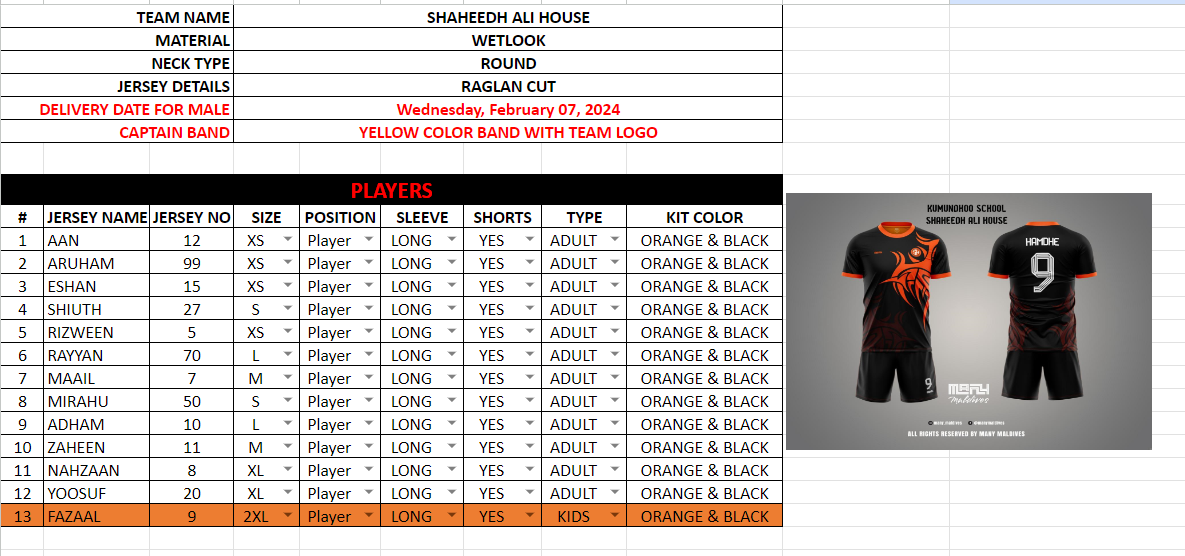 TEAM NAME SHAHEEDH ALI HOUSE
MATERIAL WETLOOK
NECK TYPE ROUND
JERSEY DETAILS RAGLAN CUT
DELIVERY DATE FOR MALE Wednesday, February 07, 2024
CAPTAIN BAND YELLOW COLOR BAND WITH TEAM LOGO
PLAYERS
# JERSEY NAME JERSEY NO SIZE POSITION SLEEVE SHORTS TYPE KIT COLOR
1 AAN 12 XS Player LONG YES ADULT ORANGE & BLACK
2 ARUHAM 99 XS Player LONG YES ADULT ORANGE & BLACK
3 ESHAN 15 XS Player LONG YES ADULT ORANGE & BLACK
4 SHIUTH 27 S Player LONG YES ADULT ORANGE & BLACK
5 RIZWEEN 5 XS Player LONG YES ADULT ORANGE & BLACK
6 RAYYAN 70 L Player LONG YES ADULT ORANGE & BLACK
7 MAAIL 7 M Player LONG YES ADULT ORANGE & BLACK
8 MIRAHU 50 S Player LONG YES ADULT ORANGE & BLACK
9 ADHAM 10 L Player LONG YES ADULT ORANGE & BLACK
10 ZAHEEN 11 M Player LONG YES ADULT ORANGE & BLACK
11 NAHZAAN 8 XL Player LONG YES ADULT ORANGE & BLACK
12 YOOSUF 20 XL Player LONG YES ADULT ORANGE & BLACK
13 FAZAAL 9 2XL Player LONG YES KIDS ORANGE & BLACK
KUMUNDHOO SCHOOL
SHAHEEDH ALI HOUSE
HAMDHE
9
9
MANY
Maldives
ALL RIGHTS RESERVED BY MANY MALDIVES